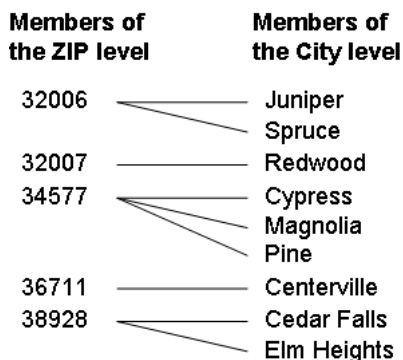 Members of the ZIP level
Members of the City level
32006
Juniper
Spruce
32007
Redwood
34577
Cypress
Magnolia
Pine
36711
Centerville
38928
Cedar Falls
Elm Heights